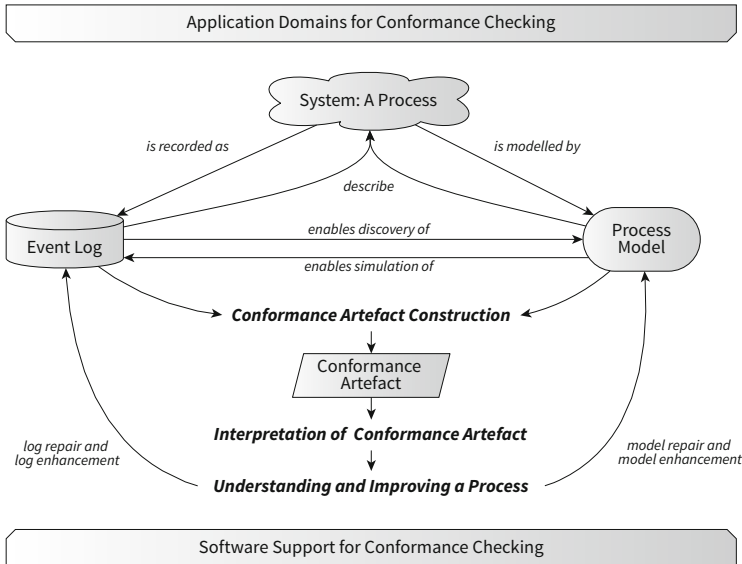 Application Domains for Conformance Checking
System: A Process
is recorded as
is modelled by
describe
Event Log
enables discovery of
Process
Model
enables simulation of
Conformance Artefact Construction
Conformance
Artefact
Interpretation of Conformance Artefact
log repair and
log enhancement
model repair and
model enhancement
Understanding and Improving a Process
Software Support for Conformance Checking